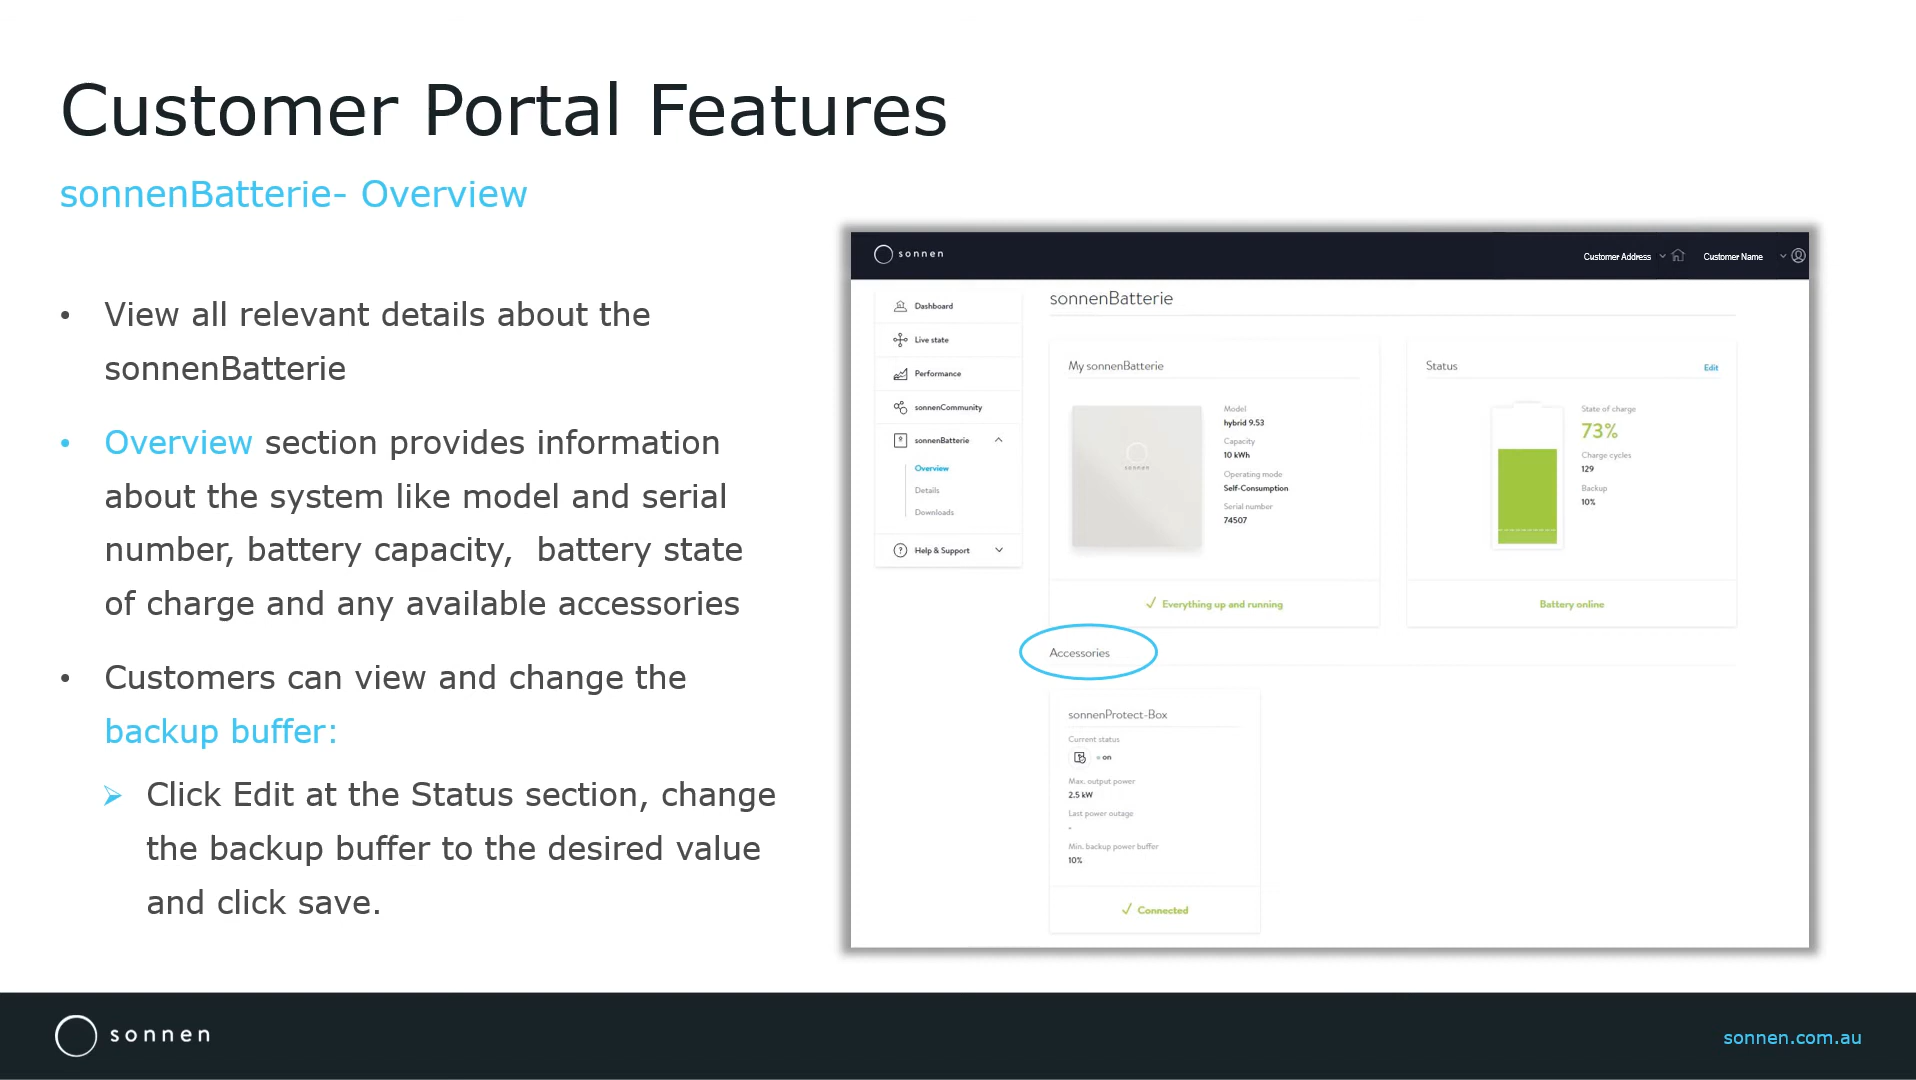 Customer Portal Features
sonnenBatterie- Overview
• View all relevant details about the
sonnenBatterie
• Overview section provides information
about the system like model and serial
number, battery capacity,  battery state
of charge and any available accessories
• Customers can view and change the
backup buffer:
➢ Click Edit at the Status section, change
the backup buffer to the desired value
and click save.
sonnen
Customer Address
Customer Name
Dashboard
Live state
Performance
sonnenCommunity
sonnenBatterie
Overview
Details
Downloads
Help & Support
sonnenBatterie
My sonnenBatterie
sonnen
Model
hybrid 9.53
Capacity
10 kWh
Operating mode
Self-Consumption
Serial number
74507
Everything up and running
Status
Edit
State of charge
73%
Charge cycles
129
Backup
10%
Battery online
Accessories
sonnenProtect-Box
Current status
on
Max. output power
2.5 kW
Last power outage
-
Min. backup power buffer
10%
Connected
sonnen
sonnen.com.au